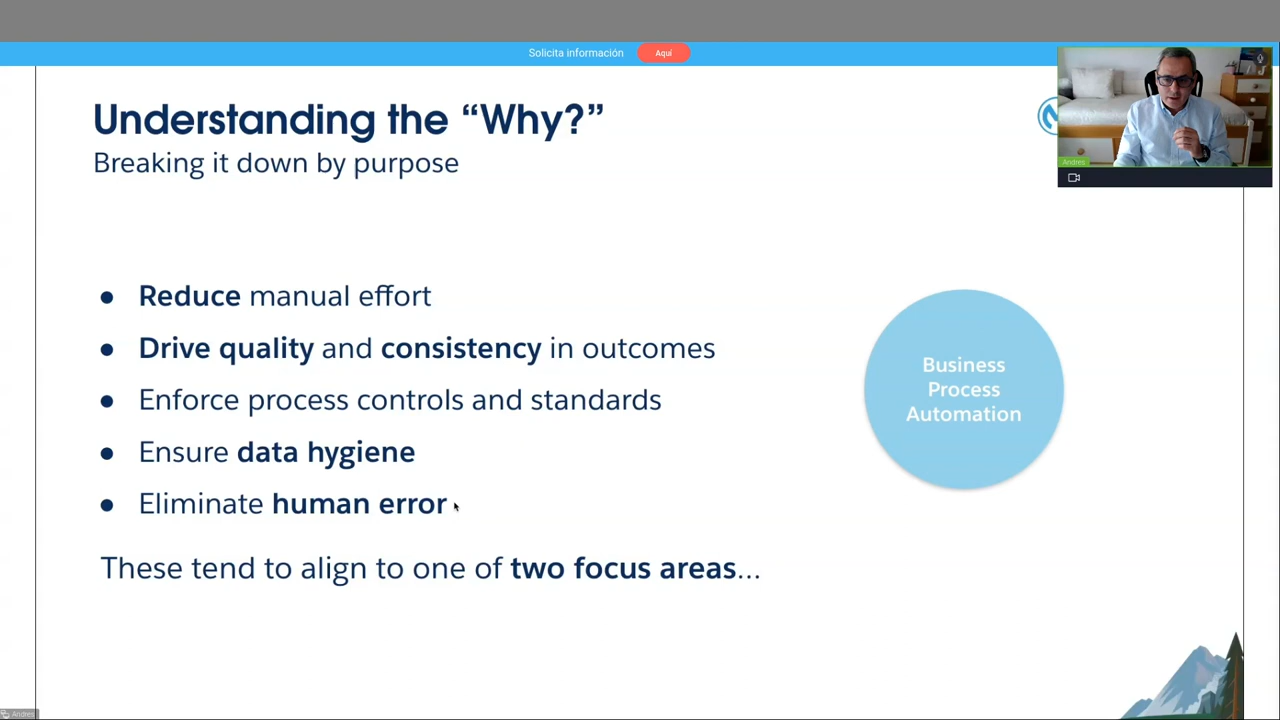 Solicita información
Aquí
Understanding the “Why?”
Breaking it down by purpose
Andres
● Reduce manual effort
● Drive quality and consistency in outcomes
● Enforce process controls and standards
● Ensure data hygiene
● Eliminate human error
These tend to align to one of two focus areas...
Business
Process
Automation
Andres